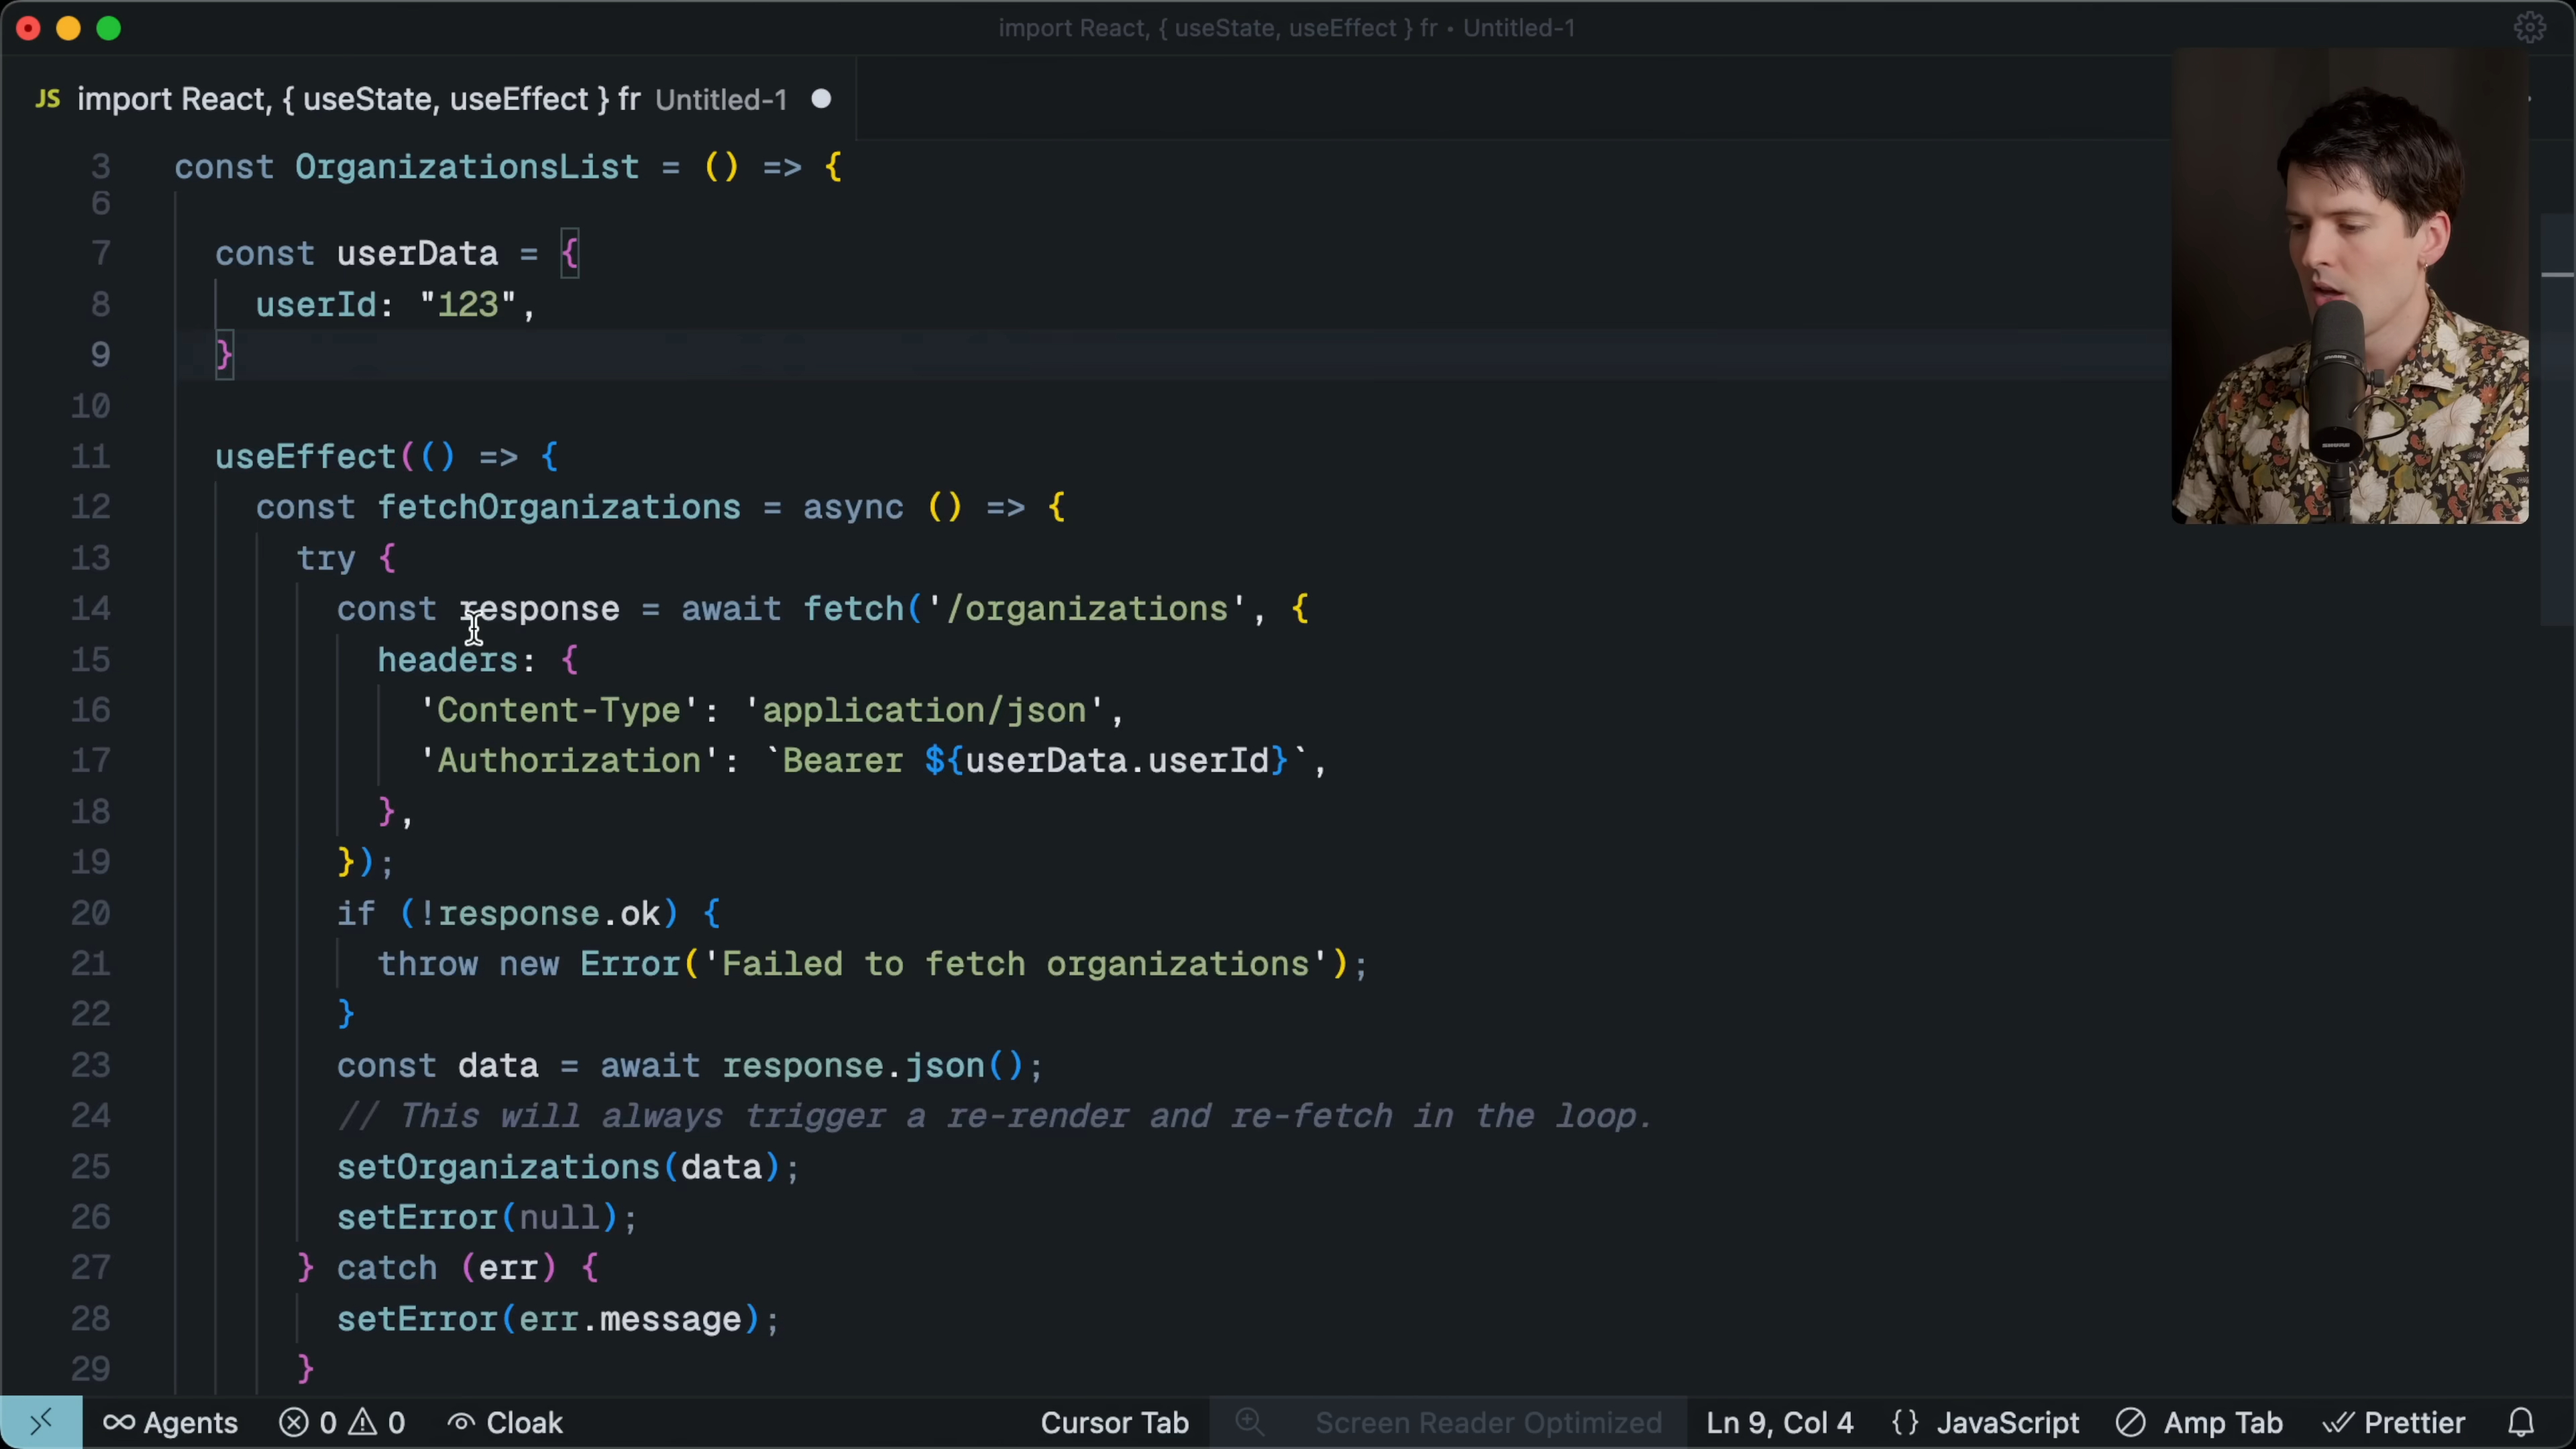 import React, { useState, useEffect } fr • Untitled-1
JS import React, { useState, useEffect } fr Untitled-1
3 const OrganizationsList = () => {
6
7 const userData = {
8 userId: "123",
9 }
10
11 useEffect(() => {
12 const fetchOrganizations = async () => {
13 try {
14 const response = await fetch('/organizations', {
15 headers: {
16 'Content-Type': 'application/json',
17 'Authorization': `Bearer ${userData.userId}`,
18 },
19 });
20 if (!response.ok) {
21 throw new Error('Failed to fetch organizations');
22 }
23 const data = await response.json();
24 // This will always trigger a re-render and re-fetch in the loop.
25 setOrganizations(data);
26 setError(null);
27 } catch (err) {
28 setError(err.message);
29 }
Agents 0 0 Cloak Cursor Tab Screen Reader Optimized Ln 9, Col 4 {} JavaScript Amp Tab Prettier